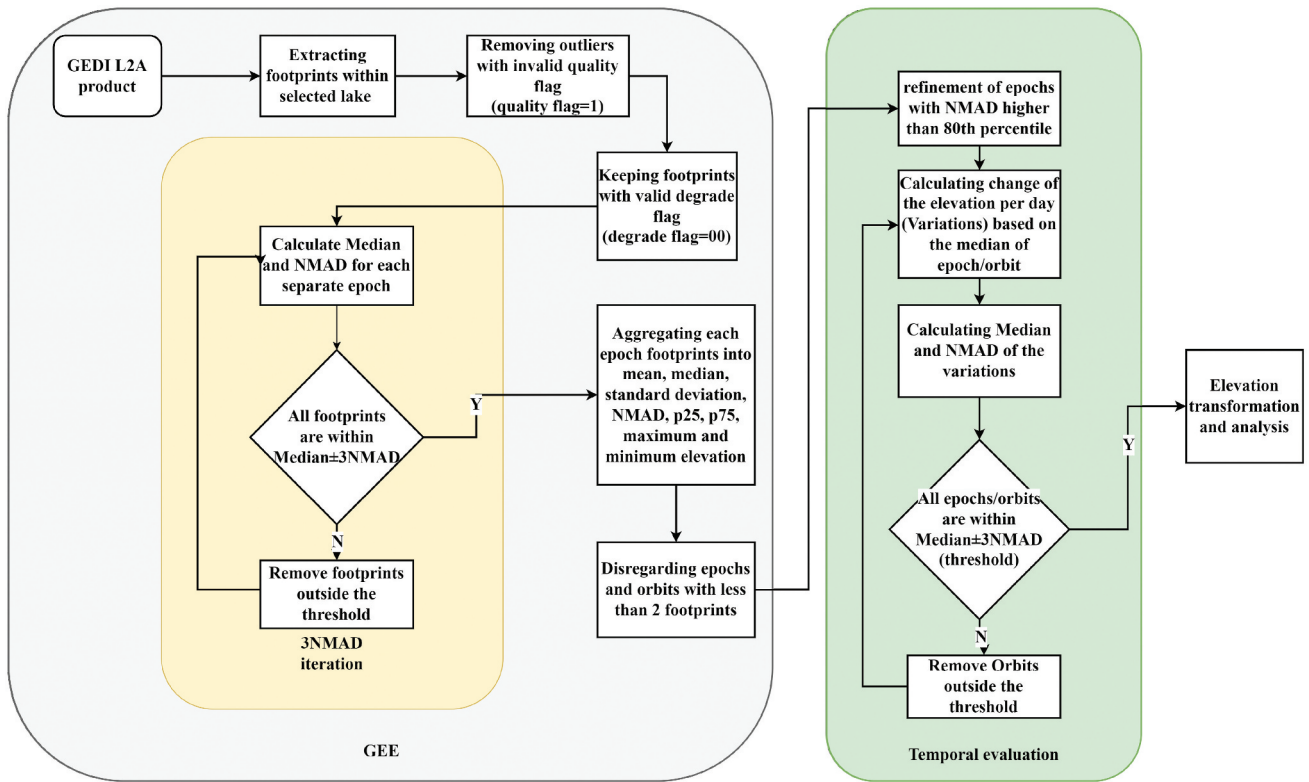 GEDI L2A
product
Extracting
footprints within
selected lake
Removing outliers
with invalid quality
flag
(quality flag=1)
Keeping footprints
with valid degrade
flag
(degrade flag=00)
Calculate Median
and NMAD for each
separate epoch
All footprints
are within
Median±3NMAD
Y
N
Remove footprints
outside the
threshold
3NMAD
iteration
Aggregating each
epoch footprints into
mean, median,
standard deviation,
NMAD, p25, p75,
maximum and
minimum elevation
Disregarding epochs
and orbits with less
than 2 footprints
GEE
refinement of epochs
with NMAD higher
than 80th percentile
Calculating change of
the elevation per day
(Variations) based on
the median of
epoch/orbit
Calculating Median
and NMAD of the
variations
All epochs/orbits
are within
Median±3NMAD
(threshold)
Y
N
Remove Orbits
outside the
threshold
Temporal evaluation
Elevation
transformation
and analysis